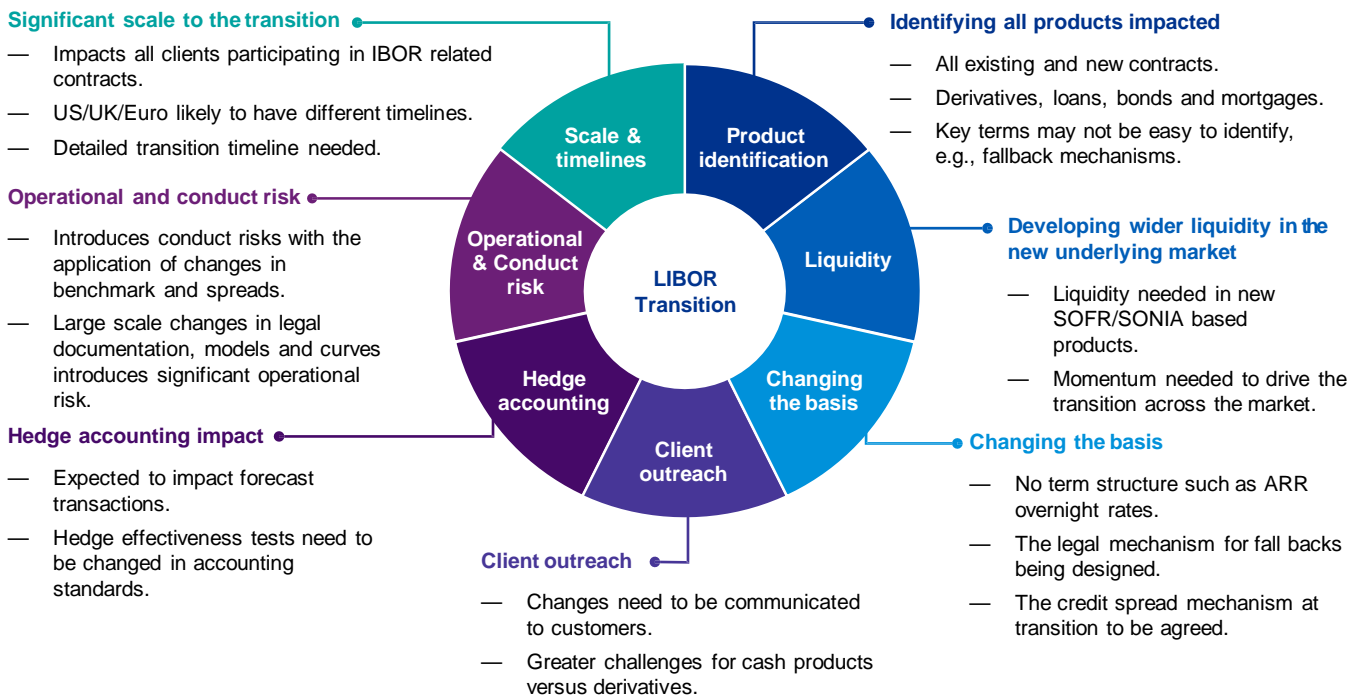 Significant scale to the transition
— Impacts all clients participating in IBOR related
contracts.
— US/UK/Euro likely to have different timelines.
— Detailed transition timeline needed.
Operational and conduct risk
— Introduces conduct risks with the
application of changes in
benchmark and spreads.
— Large scale changes in legal
documentation, models and curves
introduces significant operational
risk.
Hedge accounting impact
— Expected to impact forecast
transactions.
— Hedge effectiveness tests need to
be changed in accounting
standards.
Scale &
timelines
Product
identification
Operational
& Conduct
risk
LIBOR
Transition
Liquidity
Hedge
accounting
Changing
the basis
Client
outreach
Client outreach
— Changes need to be communicated
to customers.
— Greater challenges for cash products
versus derivatives.
Identifying all products impacted
— All existing and new contracts.
— Derivatives, loans, bonds and mortgages.
— Key terms may not be easy to identify,
e.g., fallback mechanisms.
Developing wider liquidity in the
new underlying market
— Liquidity needed in new
SOFR/SONIA based
products.
— Momentum needed to drive the
transition across the market.
Changing the basis
— No term structure such as ARR
overnight rates.
— The legal mechanism for fall backs
being designed.
— The credit spread mechanism at
transition to be agreed.